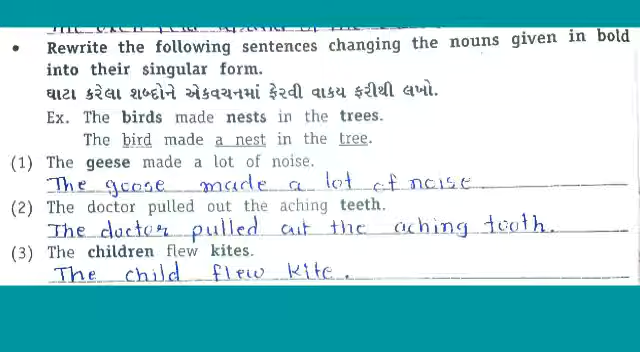 • Rewrite the following sentences changing the nouns given in bold
into their singular form.
ઘાટા કરેલા શબ્દોને એકવચનમાં ફેરવી વાક્ય ફરીથી લખો.
Ex. The birds made nests in the trees.
The bird made a nest in the tree.
(1) The geese made a lot of noise.
The goose made a lot of noise
(2) The doctor pulled out the aching teeth.
The doctor pulled out the aching tooth.
(3) The children flew kites.
The child flew kite.